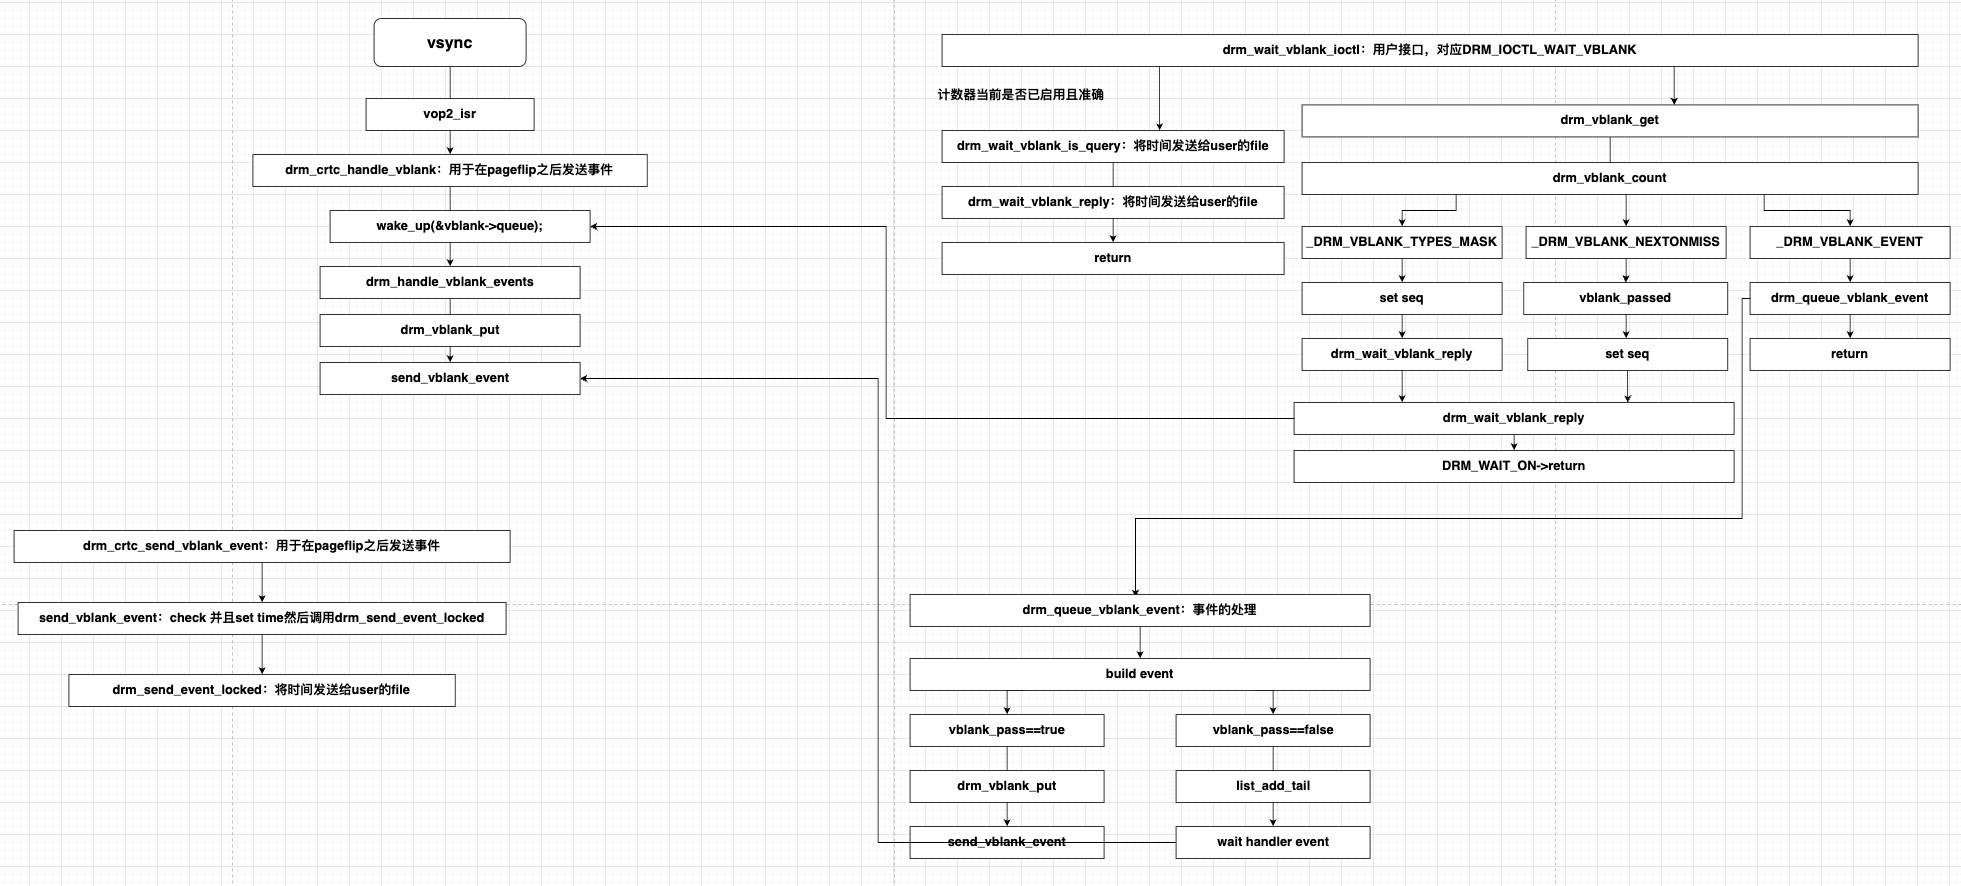 vsync
vop2_isr
drm_crtc_handle_vblank：用于在pageflip之后发送事件
wake_up(&vblank->queue);
drm_handle_vblank_events
drm_vblank_put
send_vblank_event
drm_crtc_send_vblank_event：用于在pageflip之后发送事件
send_vblank_event：check 并且set time然后调用drm_send_event_locked
drm_send_event_locked：将时间发送给user的file
drm_wait_vblank_ioctl：用户接口，对应DRM_IOCTL_WAIT_VBLANK
计数器当前是否已启用且准确
drm_wait_vblank_is_query：将时间发送给user的file
drm_wait_vblank_reply：将时间发送给user的file
return
drm_vblank_get
drm_vblank_count
_DRM_VBLANK_TYPES_MASK
_DRM_VBLANK_NEXTONMISS
_DRM_VBLANK_EVENT
set seq
vblank_passed
drm_queue_vblank_event
drm_wait_vblank_reply
set seq
return
drm_wait_vblank_reply
DRM_WAIT_ON->return
drm_queue_vblank_event：事件的处理
build event
vblank_pass==true
vblank_pass==false
drm_vblank_put
list_add_tail
send_vblank_event
wait handler event